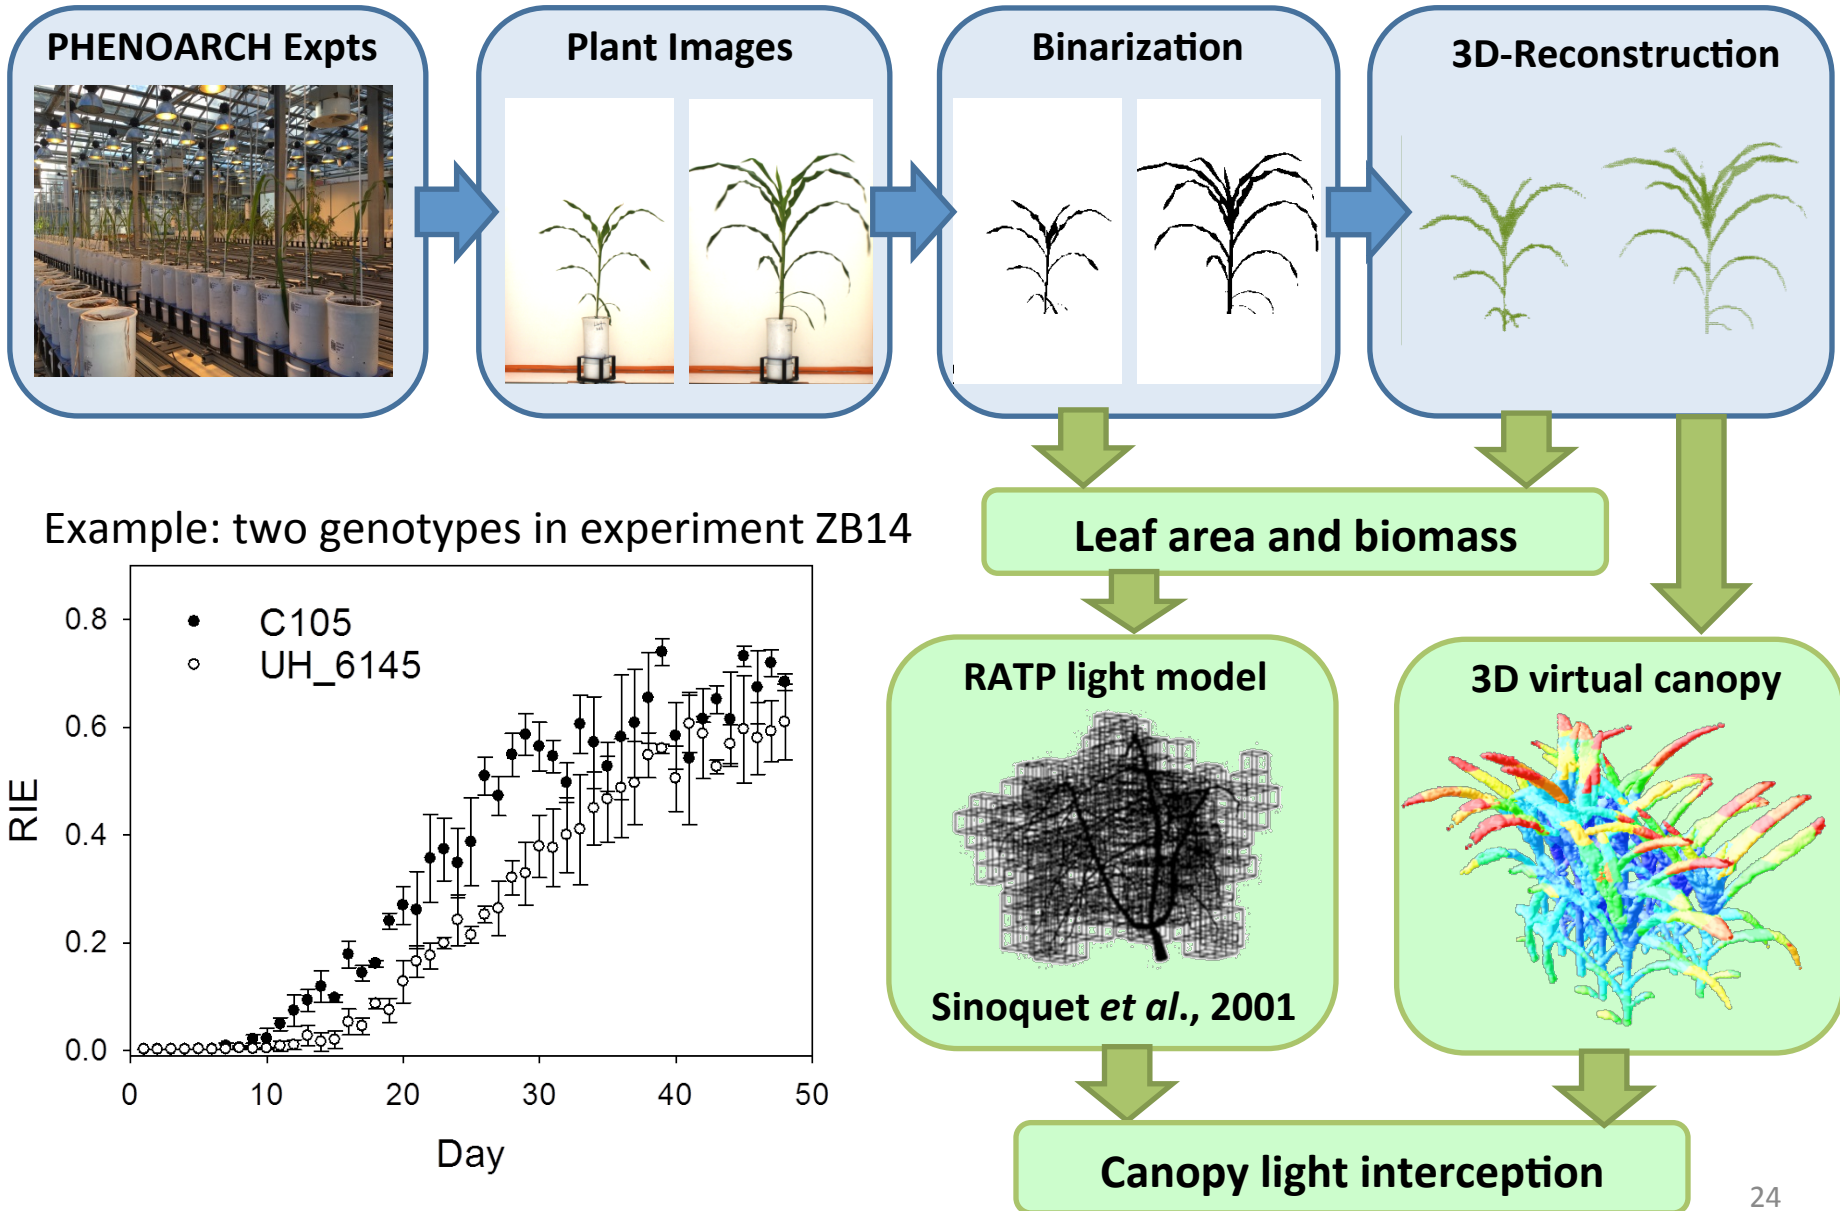 PHENOARCH Expts
Plant Images
Binarization
3D-Reconstruction
Example: two genotypes in experiment ZB14
C105
UH_6145
0.8
0.6
0.4
0.2
0.0
RIE
0 10 20 30 40 50
Day
Leaf area and biomass
RATP light model
Sinoquet et al., 2001
3D virtual canopy
Canopy light interception
24